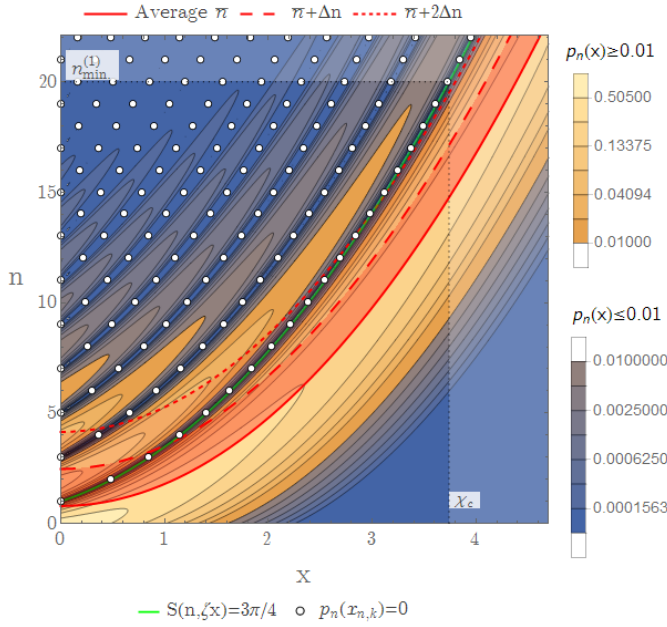 Average n̅ n̅+Δn n̅+2Δn
n_min^(1)
20
15
10
5
0
n
χ_c
0 1 2 3 4
x
p_n(x)≥0.01
0.50500
0.13375
0.04094
0.01000
p_n(x)≤0.01
0.0100000
0.0025000
0.0006250
0.0001563
S(n,ζx)=3π/4 p_n(x_{n,k})=0